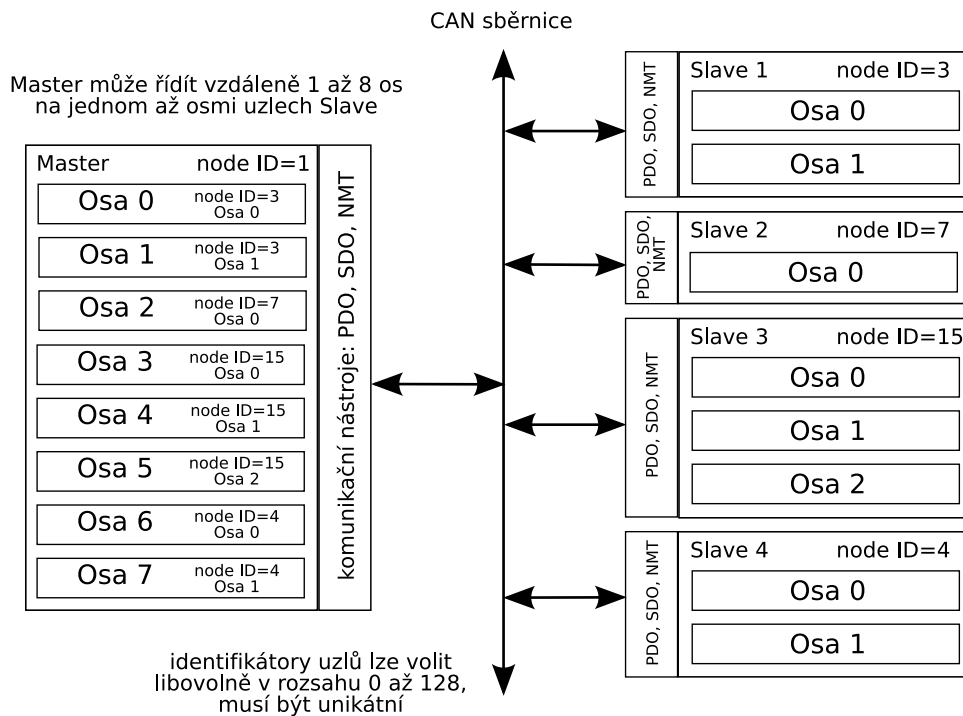 CAN sběrnice
Master může řídít vzdáleně 1 až 8 os
na jednom až osmi uzlech Slave
Master node ID=1
Osa 0 node ID=3
Osa 0
Osa 1 node ID=3
Osa 1
Osa 2 node ID=7
Osa 0
Osa 3 node ID=15
Osa 0
Osa 4 node ID=15
Osa 1
Osa 5 node ID=15
Osa 2
Osa 6 node ID=4
Osa 0
Osa 7 node ID=4
Osa 1
komunikační nástroje: PDO, SDO, NMT
PDO, SDO, NMT
Slave 1 node ID=3
Osa 0
Osa 1
PDO, SDO,
NMT
Slave 2 node ID=7
Osa 0
PDO, SDO, NMT
Slave 3 node ID=15
Osa 0
Osa 1
Osa 2
PDO, SDO, NMT
Slave 4 node ID=4
Osa 0
Osa 1
identifikátory uzlů lze volit
libovolně v rozsahu 0 až 128,
musí být unikátní